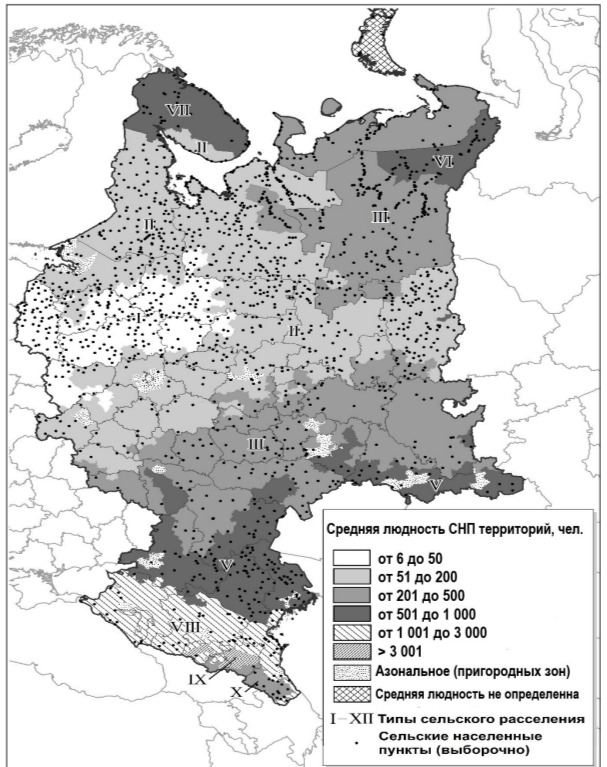 VII
II
VI
III
II
I
II
III
V
V
VIII
IX
X
Средняя людность СНП территорий, чел.
от 6 до 50
от 51 до 200
от 201 до 500
от 501 до 1 000
от 1 001 до 3 000
> 3 001
Азональное (пригородных зон)
Средняя людность не определенна
I–XII Типы сельского расселения
Сельские населенные
пункты (выборочно)